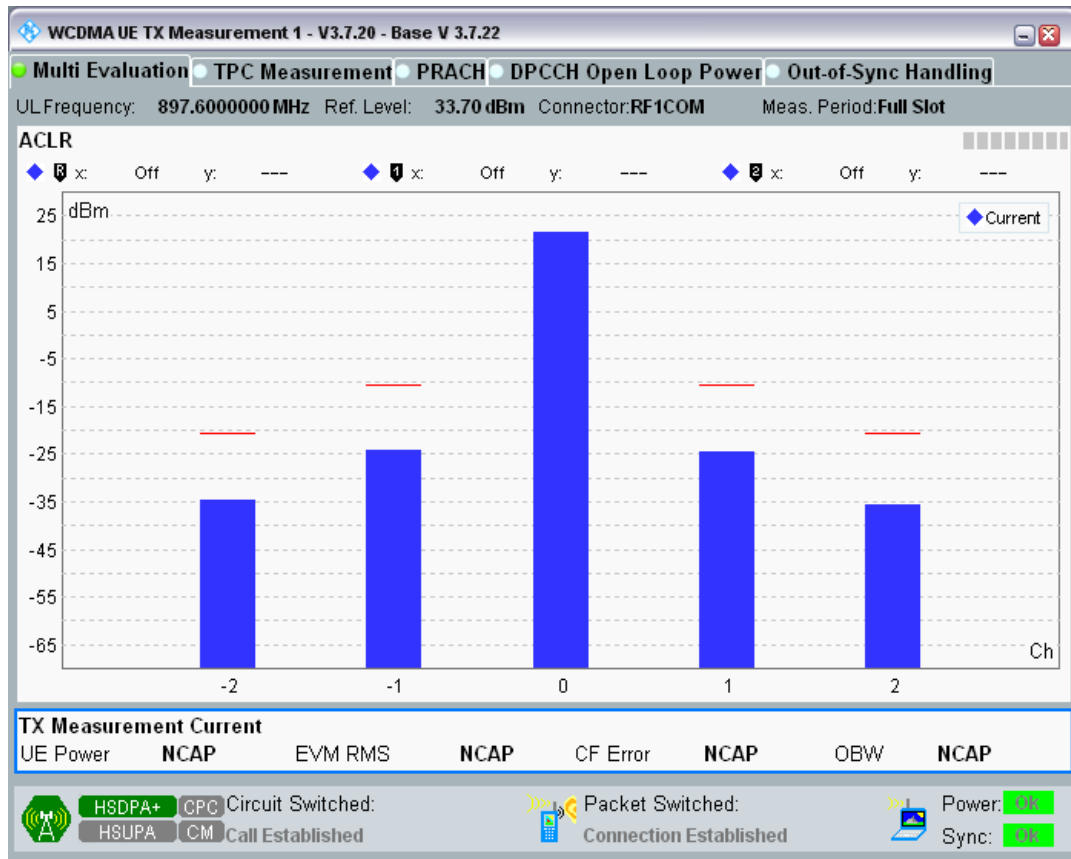 WCDMA UE TX Measurement 1 - V3.7.20 - Base V 3.7.22
Multi Evaluation TPC Measurement PRACH DPCCH Open Loop Power Out-of-Sync Handling
UL Frequency: 897.6000000 MHz Ref. Level: 33.70 dBm Connector:RF1COM Meas. Period:Full Slot
ACLR
R x: Off y: --- 1 x: Off y: --- 2 x: Off y: ---
25 dBm Current
15
5
-5
-15
-25
-35
-45
-55
-65 Ch
-2 -1 0 1 2
TX Measurement Current
UE Power NCAP EVM RMS NCAP CF Error NCAP OBW NCAP
HSDPA+ CPC Circuit Switched: Packet Switched: Power: Ok
HSUPA CM Call Established Connection Established Sync: Ok